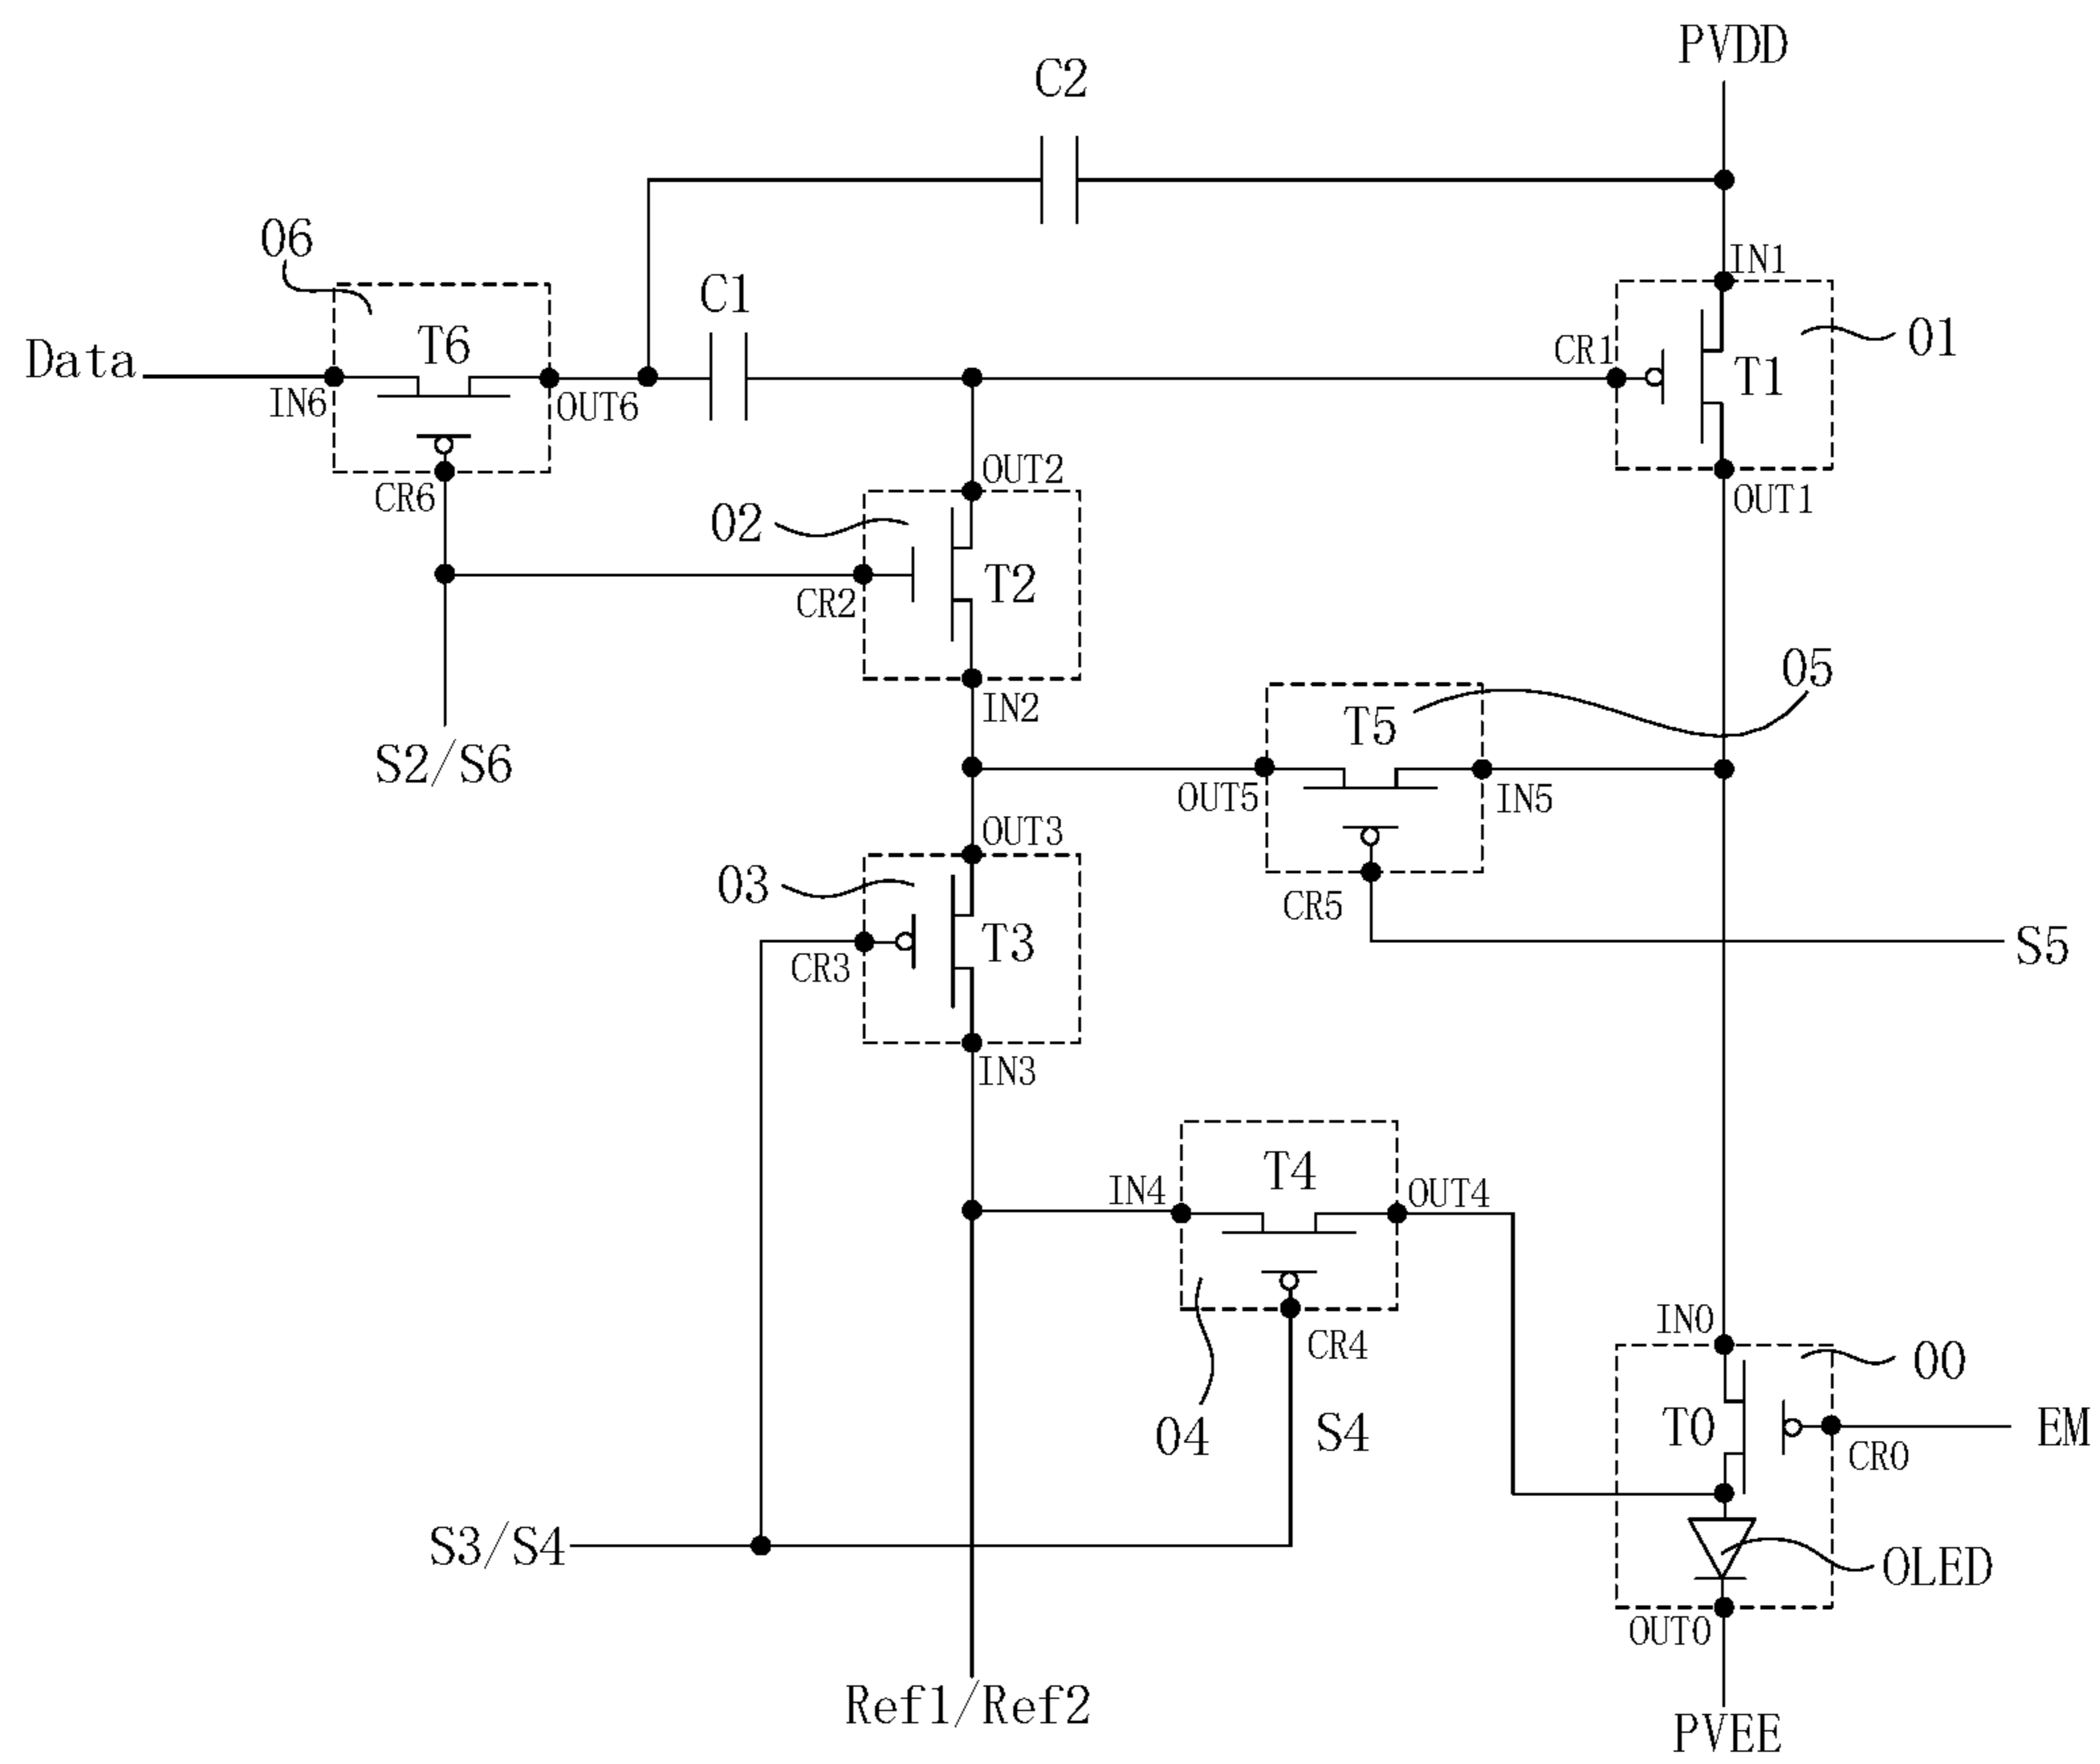 PVDD
C2
06
IN1
C1
Data
T6
CR1
T1
01
IN6
OUT6
CR6
OUT2
OUT1
02
T2
CR2
05
IN2
T5
S2/S6
OUT5
IN5
OUT3
03
CR5
T3
CR3
S5
IN3
T4
IN4
OUT4
IN0
CR4
00
04
S4
T0
EM
CR0
S3/S4
OLED
OUT0
Ref1/Ref2
PVEE